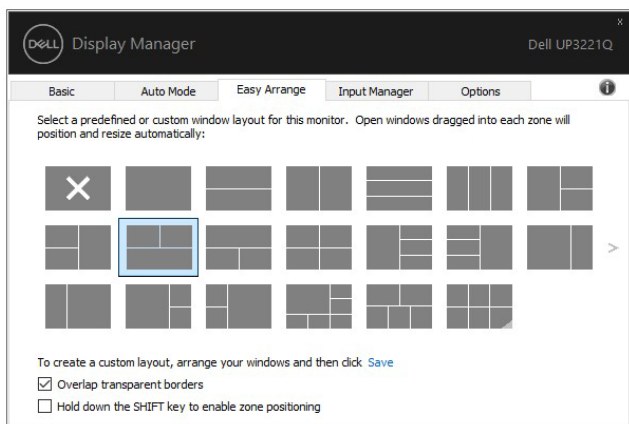 x
DELL Display Manager Dell UP3221Q
Basic Auto Mode Easy Arrange Input Manager Options
Select a predefined or custom window layout for this monitor. Open windows dragged into each zone will
position and resize automatically:
>
To create a custom layout, arrange your windows and then click Save
Overlap transparent borders
Hold down the SHIFT key to enable zone positioning